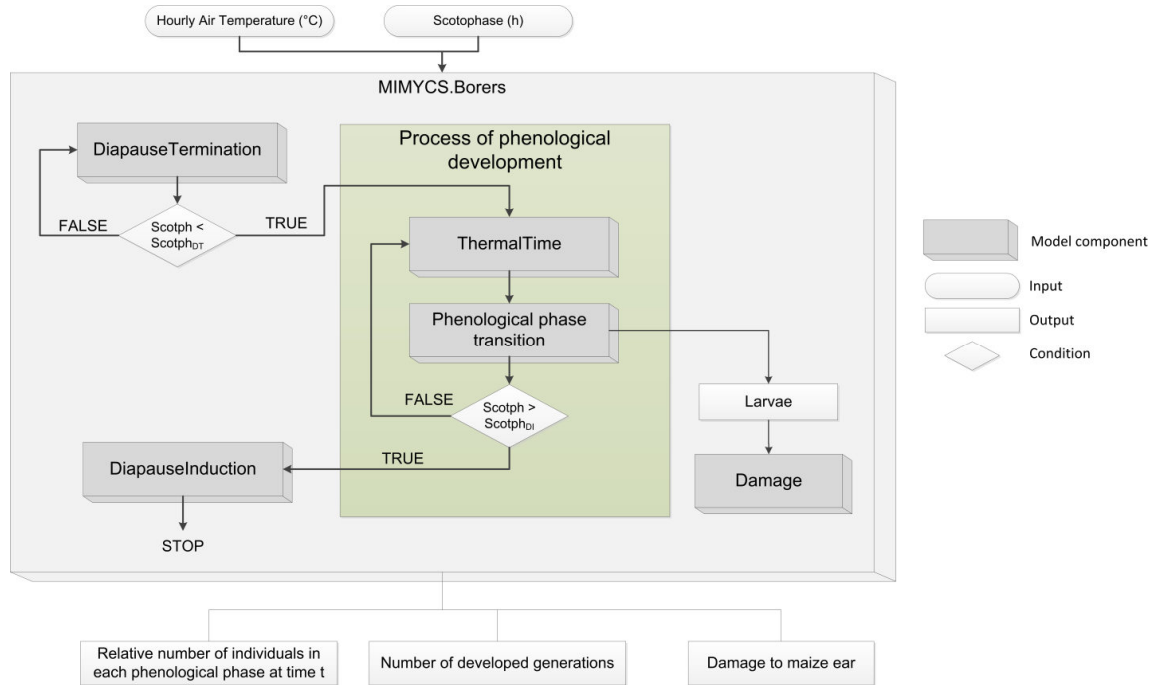 Hourly Air Temperature (°C)
Scotophase (h)
MIMYCS.Borers
DiapauseTermination
Process of phenological
development
FALSE
Scotph <
Scotph_DT
TRUE
ThermalTime
Model component
Input
Phenological phase
transition
Output
Condition
FALSE
Scotph >
Scotph_DI
Larvae
TRUE
DiapauseInduction
Damage
STOP
Relative number of individuals in
each phenological phase at time t
Number of developed generations
Damage to maize ear